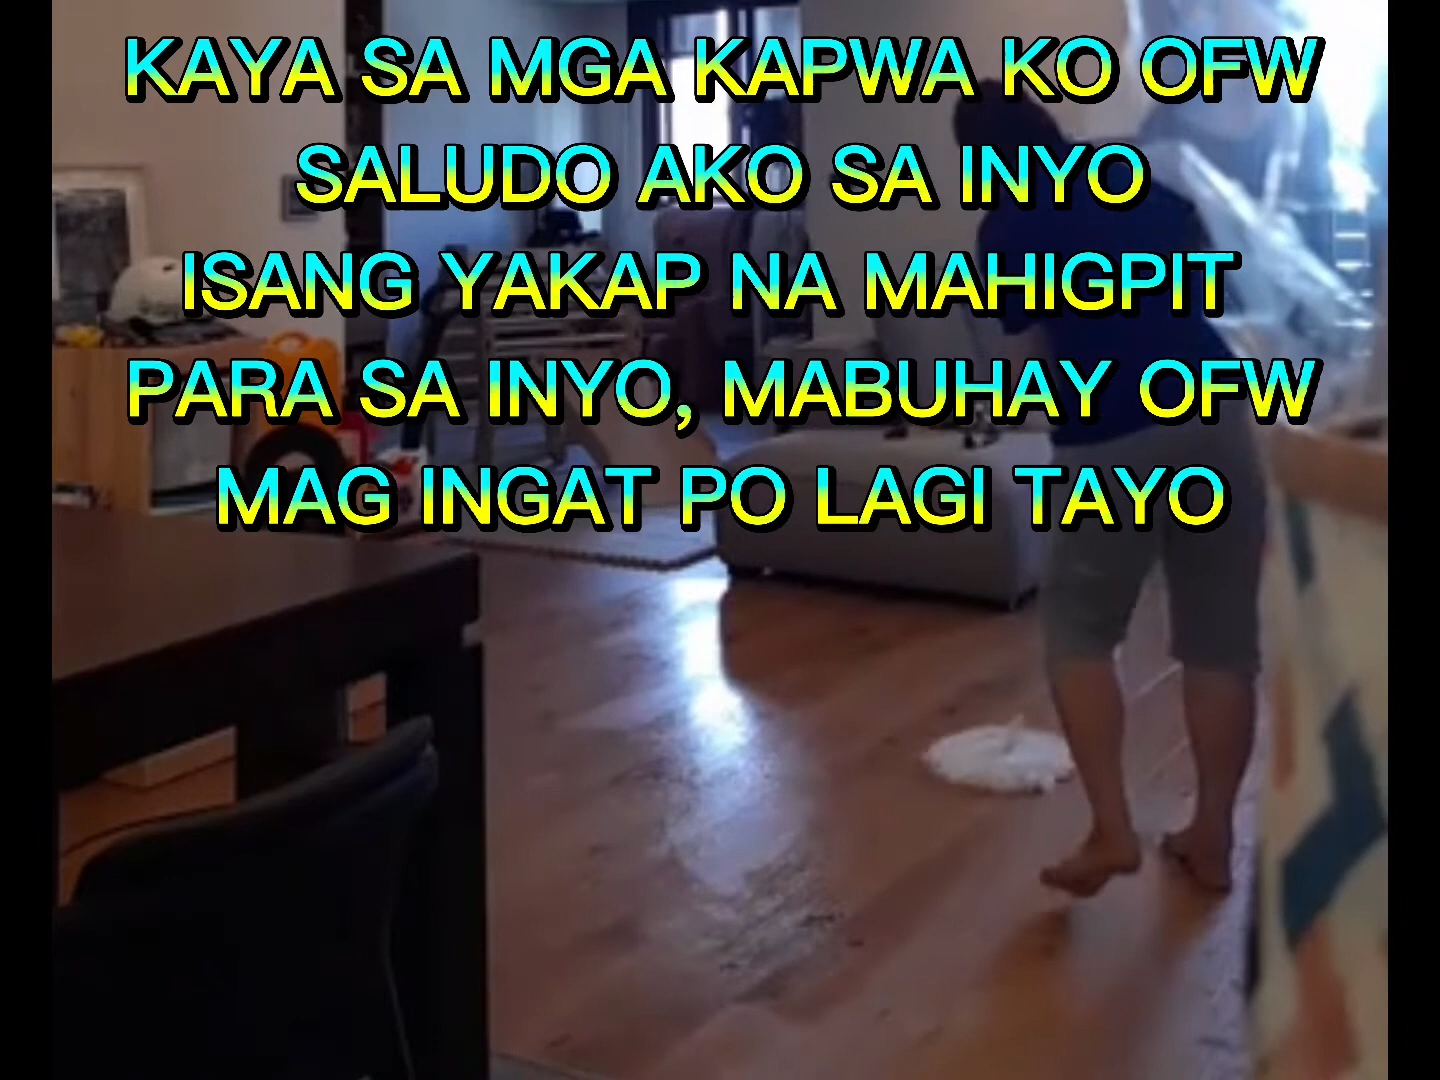 KAYA SA MGA KAPWA KO OFW
SALUDO AKO SA INYO
ISANG YAKAP NA MAHIGPIT
PARA SA INYO, MABUHAY OFW
MAG INGAT PO LAGI TAYO